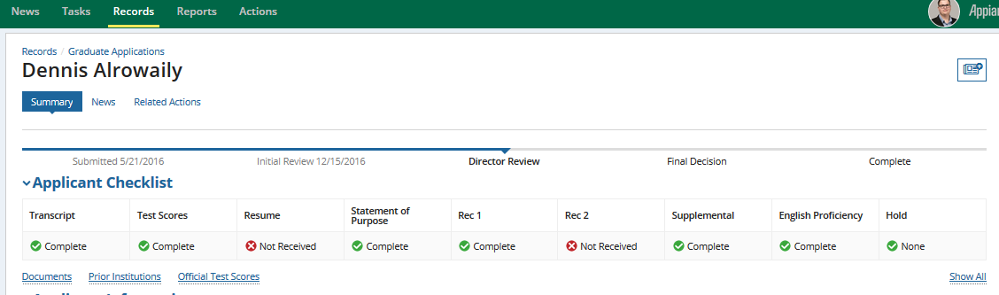 News Tasks Records Reports Actions Appian
Records / Graduate Applications
Dennis Alrowaily
Summary News Related Actions
Submitted 5/21/2016 Initial Review 12/15/2016 Director Review Final Decision Complete
Applicant Checklist
Transcript Test Scores Resume Statement of Purpose Rec 1 Rec 2 Supplemental English Proficiency Hold
Complete Complete Not Received Complete Complete Not Received Complete Complete None
Documents Prior Institutions Official Test Scores Show All